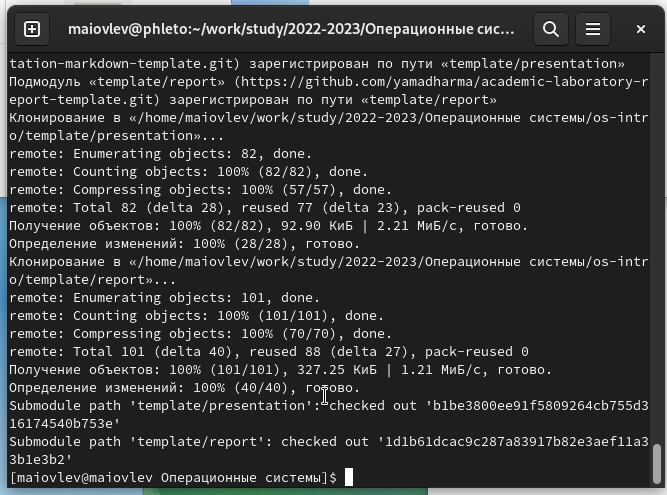 maiovlev@phleto:~/work/study/2022-2023/Операционные сис...
tation-markdown-template.git) зарегистрирован по пути «template/presentation»
Подмодуль «template/report» (https://github.com/yamadharma/academic-laboratory-r
eport-template.git) зарегистрирован по пути «template/report»
Клонирование в «/home/maiovlev/work/study/2022-2023/Операционные системы/os-intr
o/template/presentation»...
remote: Enumerating objects: 82, done.
remote: Counting objects: 100% (82/82), done.
remote: Compressing objects: 100% (57/57), done.
remote: Total 82 (delta 28), reused 77 (delta 23), pack-reused 0
Получение объектов: 100% (82/82), 92.90 КиБ | 2.21 МиБ/с, готово.
Определение изменений: 100% (28/28), готово.
Клонирование в «/home/maiovlev/work/study/2022-2023/Операционные системы/os-intr
o/template/report»...
remote: Enumerating objects: 101, done.
remote: Counting objects: 100% (101/101), done.
remote: Compressing objects: 100% (70/70), done.
remote: Total 101 (delta 40), reused 88 (delta 27), pack-reused 0
Получение объектов: 100% (101/101), 327.25 КиБ | 1.21 МиБ/с, готово.
Определение изменений: 100% (40/40), готово.
Submodule path 'template/presentation': checked out 'b1be3800ee91f5809264cb755d3
16174540b753e'
Submodule path 'template/report': checked out '1d1b61dcac9c287a83917b82e3aef11a3
3b1e3b2'
[maiovlev@maiovlev Операционные системы]$